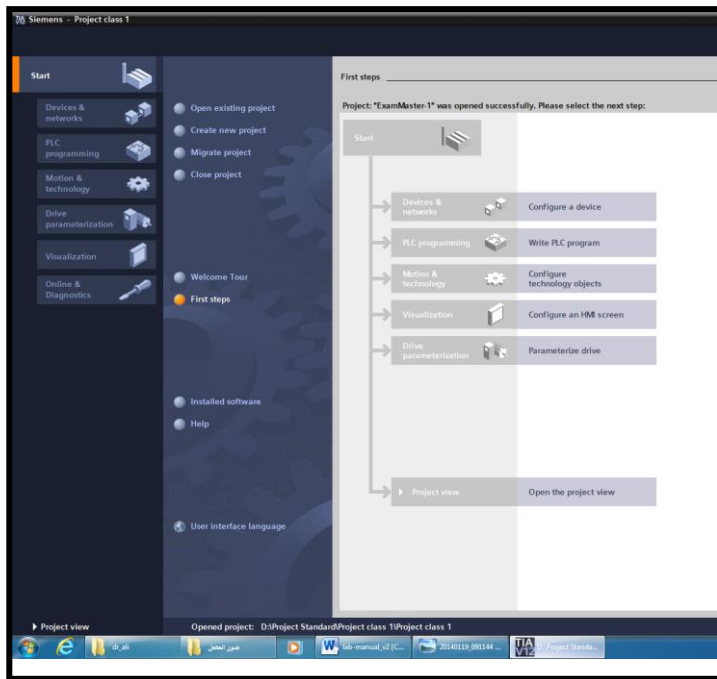 Siemens - Project class 1
Start
Devices &
networks
PLC
programming
Motion &
technology
Drive
parameterization
Visualization
Online &
Diagnostics
Open existing project
Create new project
Migrate project
Close project
Welcome Tour
First steps
Installed software
Help
User interface language
First steps
Project: "ExamMaster-1" was opened successfully. Please select the next step:
Start
Devices &
networks
Configure a device
PLC programming
Write PLC program
Motion &
technology
Configure
technology objects
Visualization
Configure an HMI screen
Drive
parameterization
Parameterize drive
Project view
Open the project view
Project view
Opened project: D:\Project Standard\Project class 1\Project class 1
dr_ali
صور المعمل
lab-manual_v2 [C...
20140119_091144 ...
TIA
V12
D:\Project Standa...